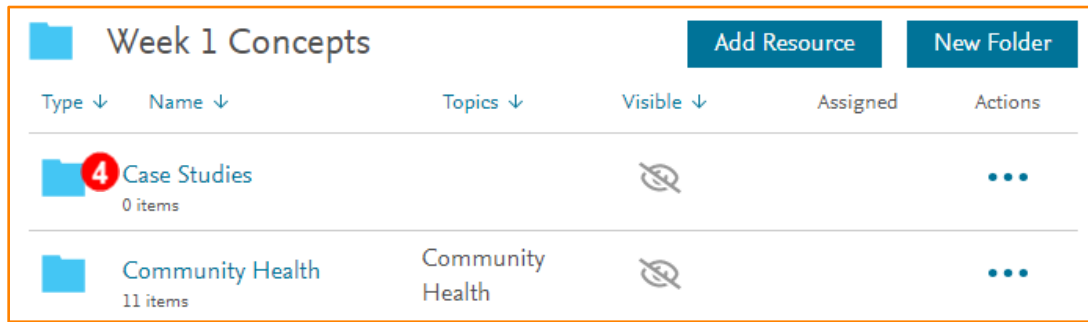 Week 1 Concepts Add Resource New Folder
Type ↓ Name ↓ Topics ↓ Visible ↓ Assigned Actions
4 Case Studies
0 items
Community Health Community
Health
11 items